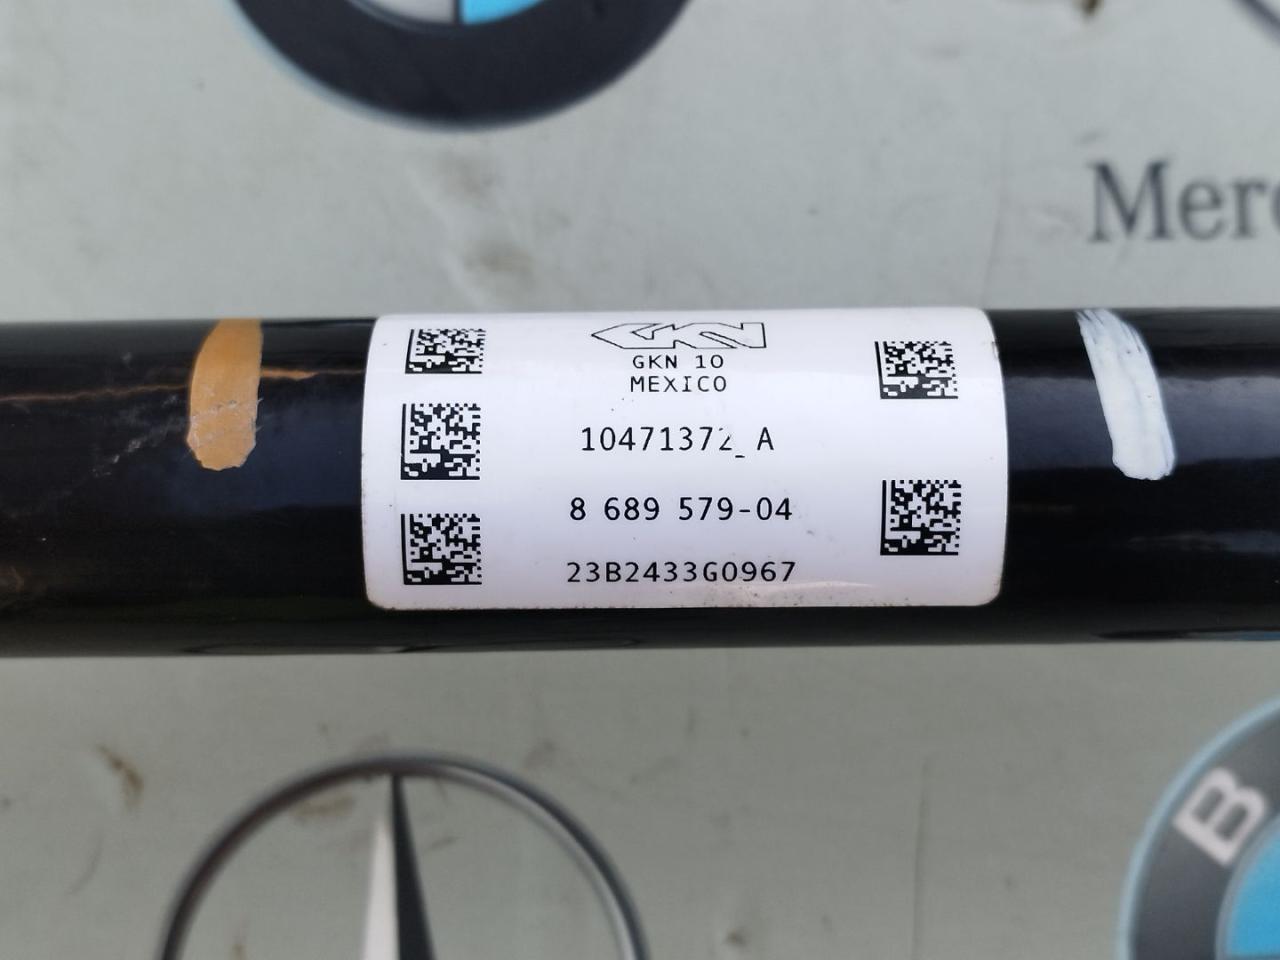 Merc
GKN 10
MEXICO
10471372_A
8 689 579-04
23B2433G0967
B